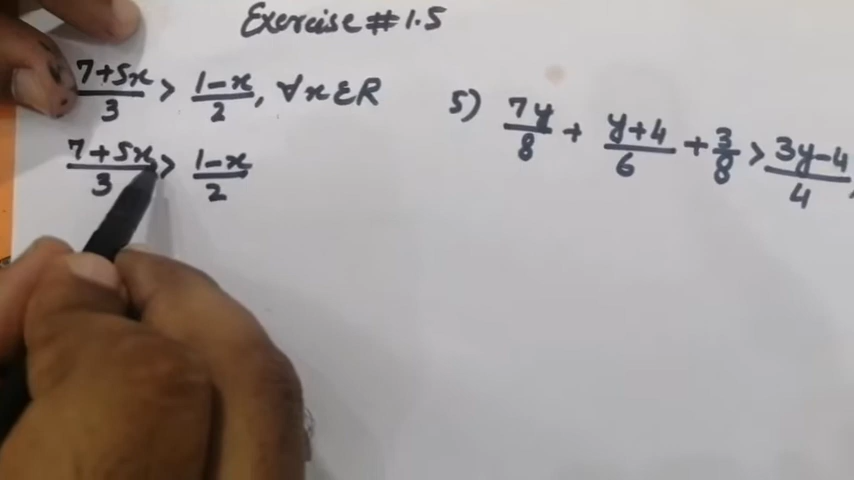 Exercise # 1.5
7+5x/3 > 1-x/2, ∀ x ε R
7+5x/3 > 1-x/2
5) 7y/8 + y+4/6 + 3/8 > 3y-4/4,